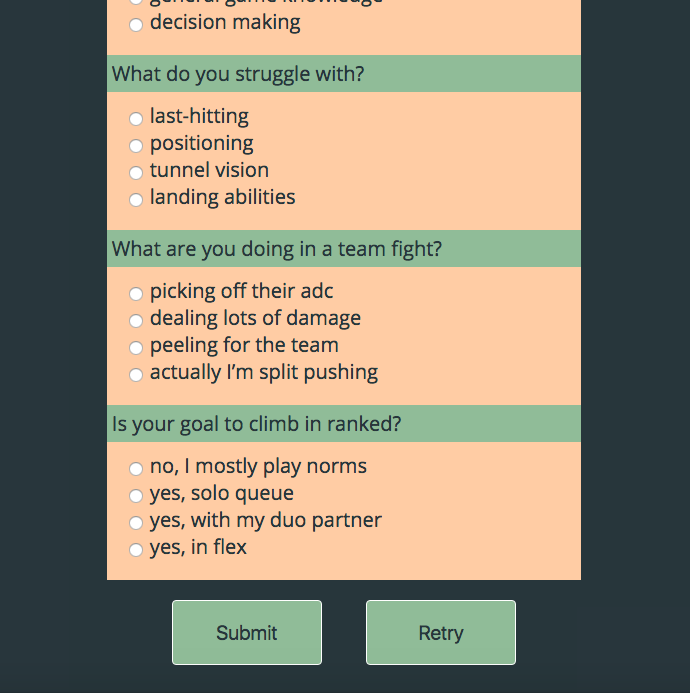 general game knowledge
decision making
What do you struggle with?
last-hitting
positioning
tunnel vision
landing abilities
What are you doing in a team fight?
picking off their adc
dealing lots of damage
peeling for the team
actually I’m split pushing
Is your goal to climb in ranked?
no, I mostly play norms
yes, solo queue
yes, with my duo partner
yes, in flex
Submit
Retry